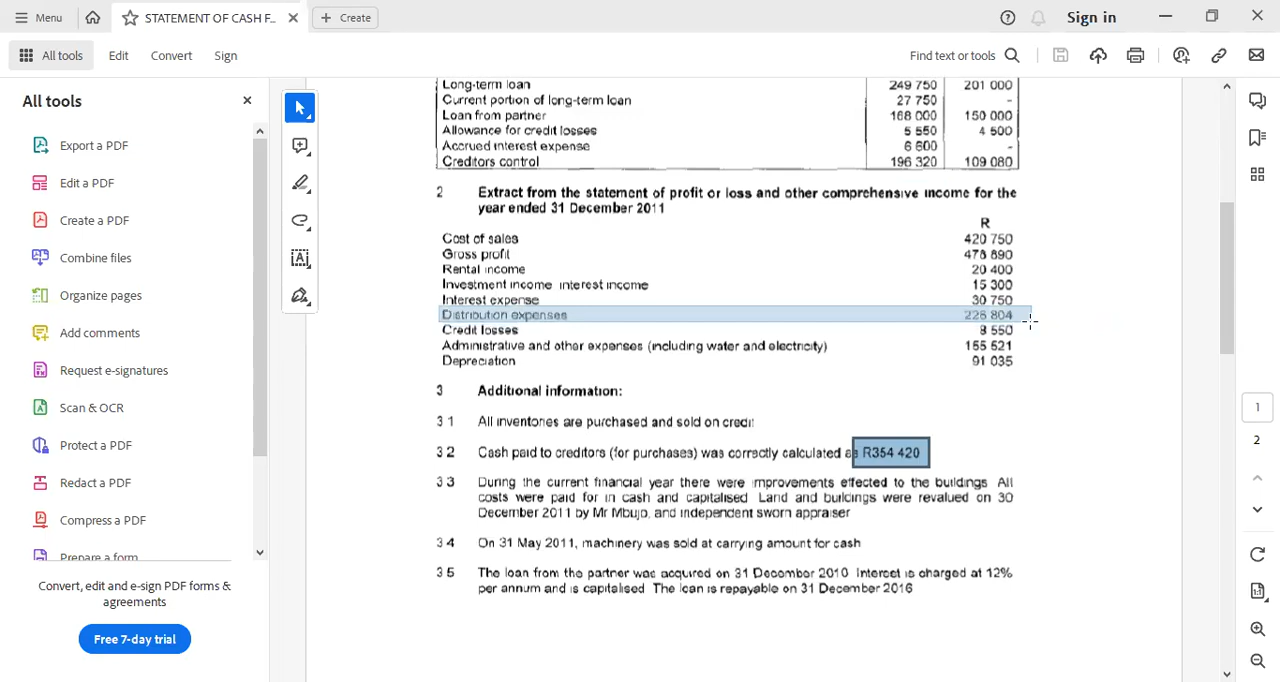 Menu
STATEMENT OF CASH F...
Create
Sign in
All tools
Edit
Convert
Sign
Find text or tools
All tools
Export a PDF
Edit a PDF
Create a PDF
Combine files
Organize pages
Add comments
Request e-signatures
Scan & OCR
Protect a PDF
Redact a PDF
Compress a PDF
Prepare a form
Convert, edit and e-sign PDF forms &
agreements
Free 7-day trial
Long-term loan 249 750 201 000
Current portion of long-term loan 27 750 -
Loan from partner 168 000 150 000
Allowance for credit losses 5 550 4 500
Accrued interest expense 6 600 -
Creditors control 196 320 109 080
2 Extract from the statement of profit or loss and other comprehensive income for the
year ended 31 December 2011
R
Cost of sales 420 750
Gross profit 478 890
Rental income 20 400
Investment income interest income 15 300
Interest expense 30 750
Distribution expenses 226 804
Credit losses 8 550
Administrative and other expenses (including water and electricity) 155 521
Depreciation 91 035
3 Additional information:
3 1 All inventories are purchased and sold on credit
3 2 Cash paid to creditors (for purchases) was correctly calculated as R354 420
3 3 During the current financial year there were improvements effected to the buildings All
costs were paid for in cash and capitalised Land and buildings were revalued on 30
December 2011 by Mr Mbujo, and independent sworn appraiser
3 4 On 31 May 2011, machinery was sold at carrying amount for cash
3 5 The loan from the partner was acquired on 31 December 2010 Interest is charged at 12%
per annum and is capitalised The loan is repayable on 31 December 2016
1
2